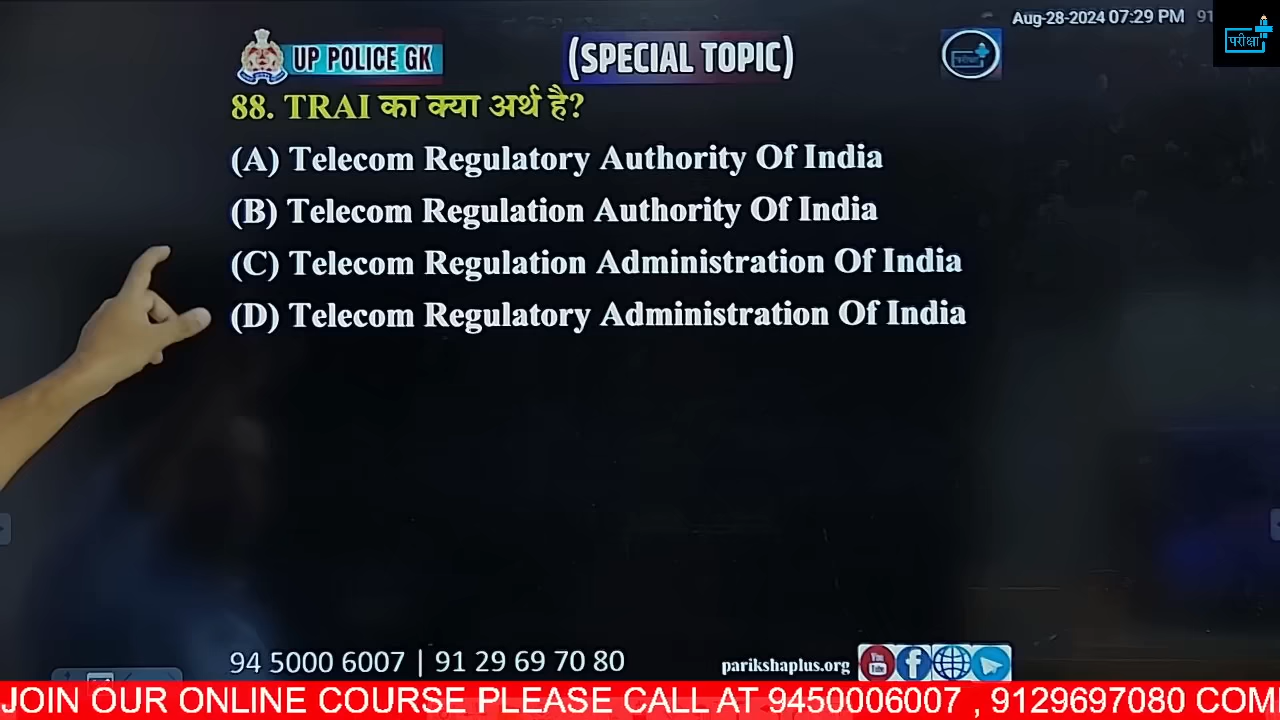 Aug-28-2024 07:29 PM 91
परीक्षा
UP POLICE GK
(SPECIAL TOPIC)
88. TRAI का क्या अर्थ है?
(A) Telecom Regulatory Authority Of India
(B) Telecom Regulation Authority Of India
(C) Telecom Regulation Administration Of India
(D) Telecom Regulatory Administration Of India
94 5000 6007 | 91 29 69 70 80
parikshaplus.org
You
JOIN OUR ONLINE COURSE PLEASE CALL AT 9450006007 , 9129697080 COM